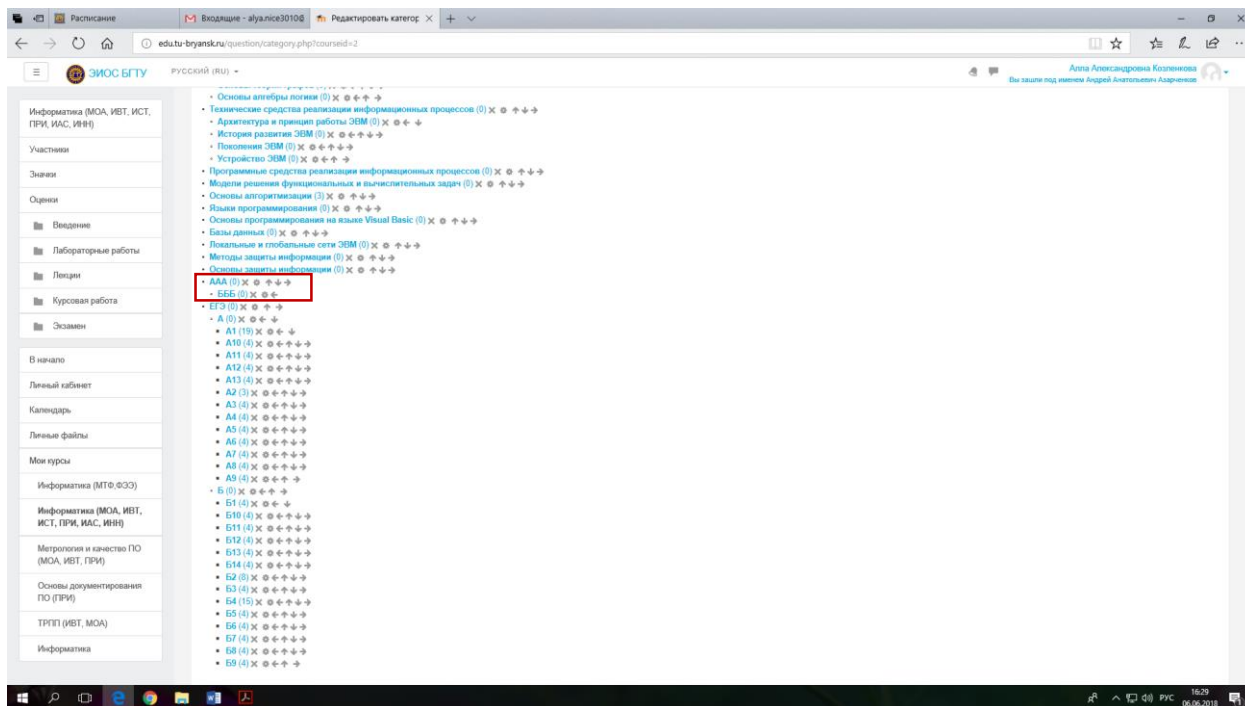 Расписание
Входящие - alya.nice3010@
Редактировать категор
edu.tu-bryansk.ru/question/category.php?courseid=2
ЭИОС БГТУ
РУССКИЙ (RU)
Алла Александровна Козленкова
Вы зашли под именем Андрей Анатольевич Азарченков
Информатика (МОА, ИВТ, ИСТ,
ПРИ, ИАС, ИНН)
Участники
Значки
Оценки
Введение
Лабораторные работы
Лекции
Курсовая работа
Экзамен
В начало
Личный кабинет
Календарь
Личные файлы
Мои курсы
Информатика (МТФ,ФЭЭ)
Информатика (МОА, ИВТ,
ИСТ, ПРИ, ИАС, ИНН)
Метрология и качество ПО
(МОА, ИВТ, ПРИ)
Основы документирования
ПО (ПРИ)
ТРПП (ИВТ, МОА)
Информатика
Основы алгебры логики (0)
Технические средства реализации информационных процессов (0)
Архитектура и принцип работы ЭВМ (0)
История развития ЭВМ (0)
Поколения ЭВМ (0)
Устройство ЭВМ (0)
Программные средства реализации информационных процессов (0)
Модели решения функциональных и вычислительных задач (0)
Основы алгоритмизации (3)
Языки программирования (0)
Основы программирования на языке Visual Basic (0)
Базы данных (0)
Локальные и глобальные сети ЭВМ (0)
Методы защиты информации (0)
Основы защиты информации (0)
ААА (0)
БББ (0)
ЕГЭ (0)
А (0)
А1 (19)
А10 (4)
А11 (4)
А12 (4)
А13 (4)
А2 (3)
А3 (4)
А4 (4)
А5 (4)
А6 (4)
А7 (4)
А8 (4)
А9 (4)
Б (0)
Б1 (4)
Б10 (4)
Б11 (4)
Б12 (4)
Б13 (4)
Б14 (4)
Б2 (8)
Б3 (4)
Б4 (15)
Б5 (4)
Б6 (4)
Б7 (4)
Б8 (4)
Б9 (4)
РУС
16:29
06.06.2018